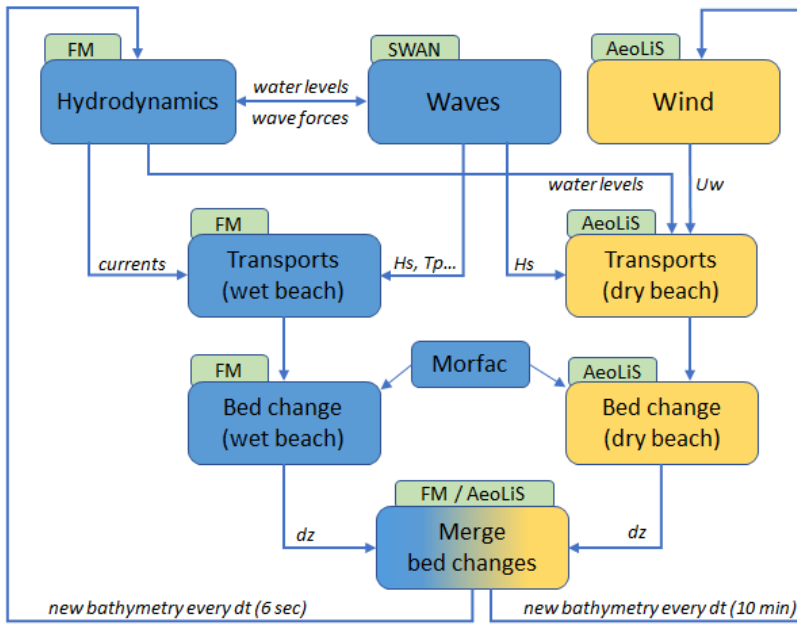 FM
SWAN
AeoLiS
Hydrodynamics
water levels
wave forces
Waves
Wind
water levels
Uw
FM
AeoLiS
currents
Transports
(wet beach)
Hs, Tp...
Hs
Transports
(dry beach)
FM
Morfac
AeoLiS
Bed change
(wet beach)
Bed change
(dry beach)
FM / AeoLiS
dz
Merge
bed changes
dz
new bathymetry every dt (6 sec)
new bathymetry every dt (10 min)